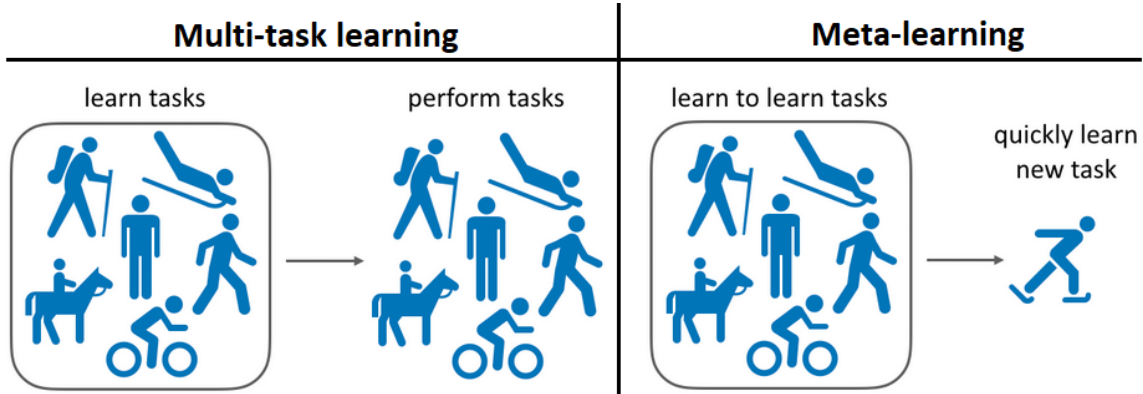 Multi-task learning
Meta-learning
learn tasks
perform tasks
learn to learn tasks
quickly learn
new task